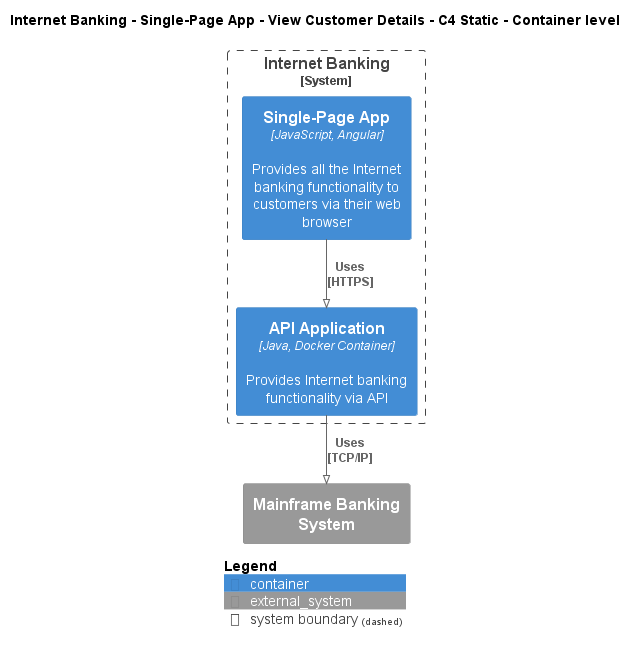 Internet Banking - Single-Page App - View Customer Details - C4 Static - Container level
Internet Banking
[System]
Single-Page App
[JavaScript, Angular]
Provides all the Internet
banking functionality to
customers via their web
browser
Uses
[HTTPS]
API Application
[Java, Docker Container]
Provides Internet banking
functionality via API
Uses
[TCP/IP]
Mainframe Banking
System
Legend
container
external_system
system boundary (dashed)